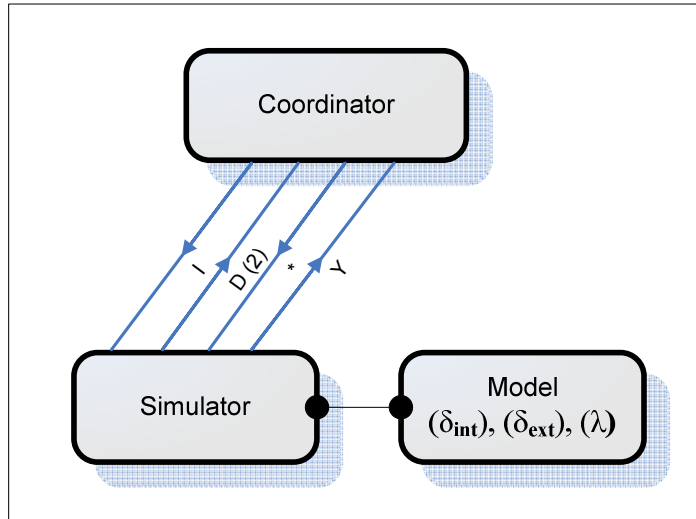 Coordinator
I
D (2)
*
Y
Simulator
Model
(δint), (δext), (λ)